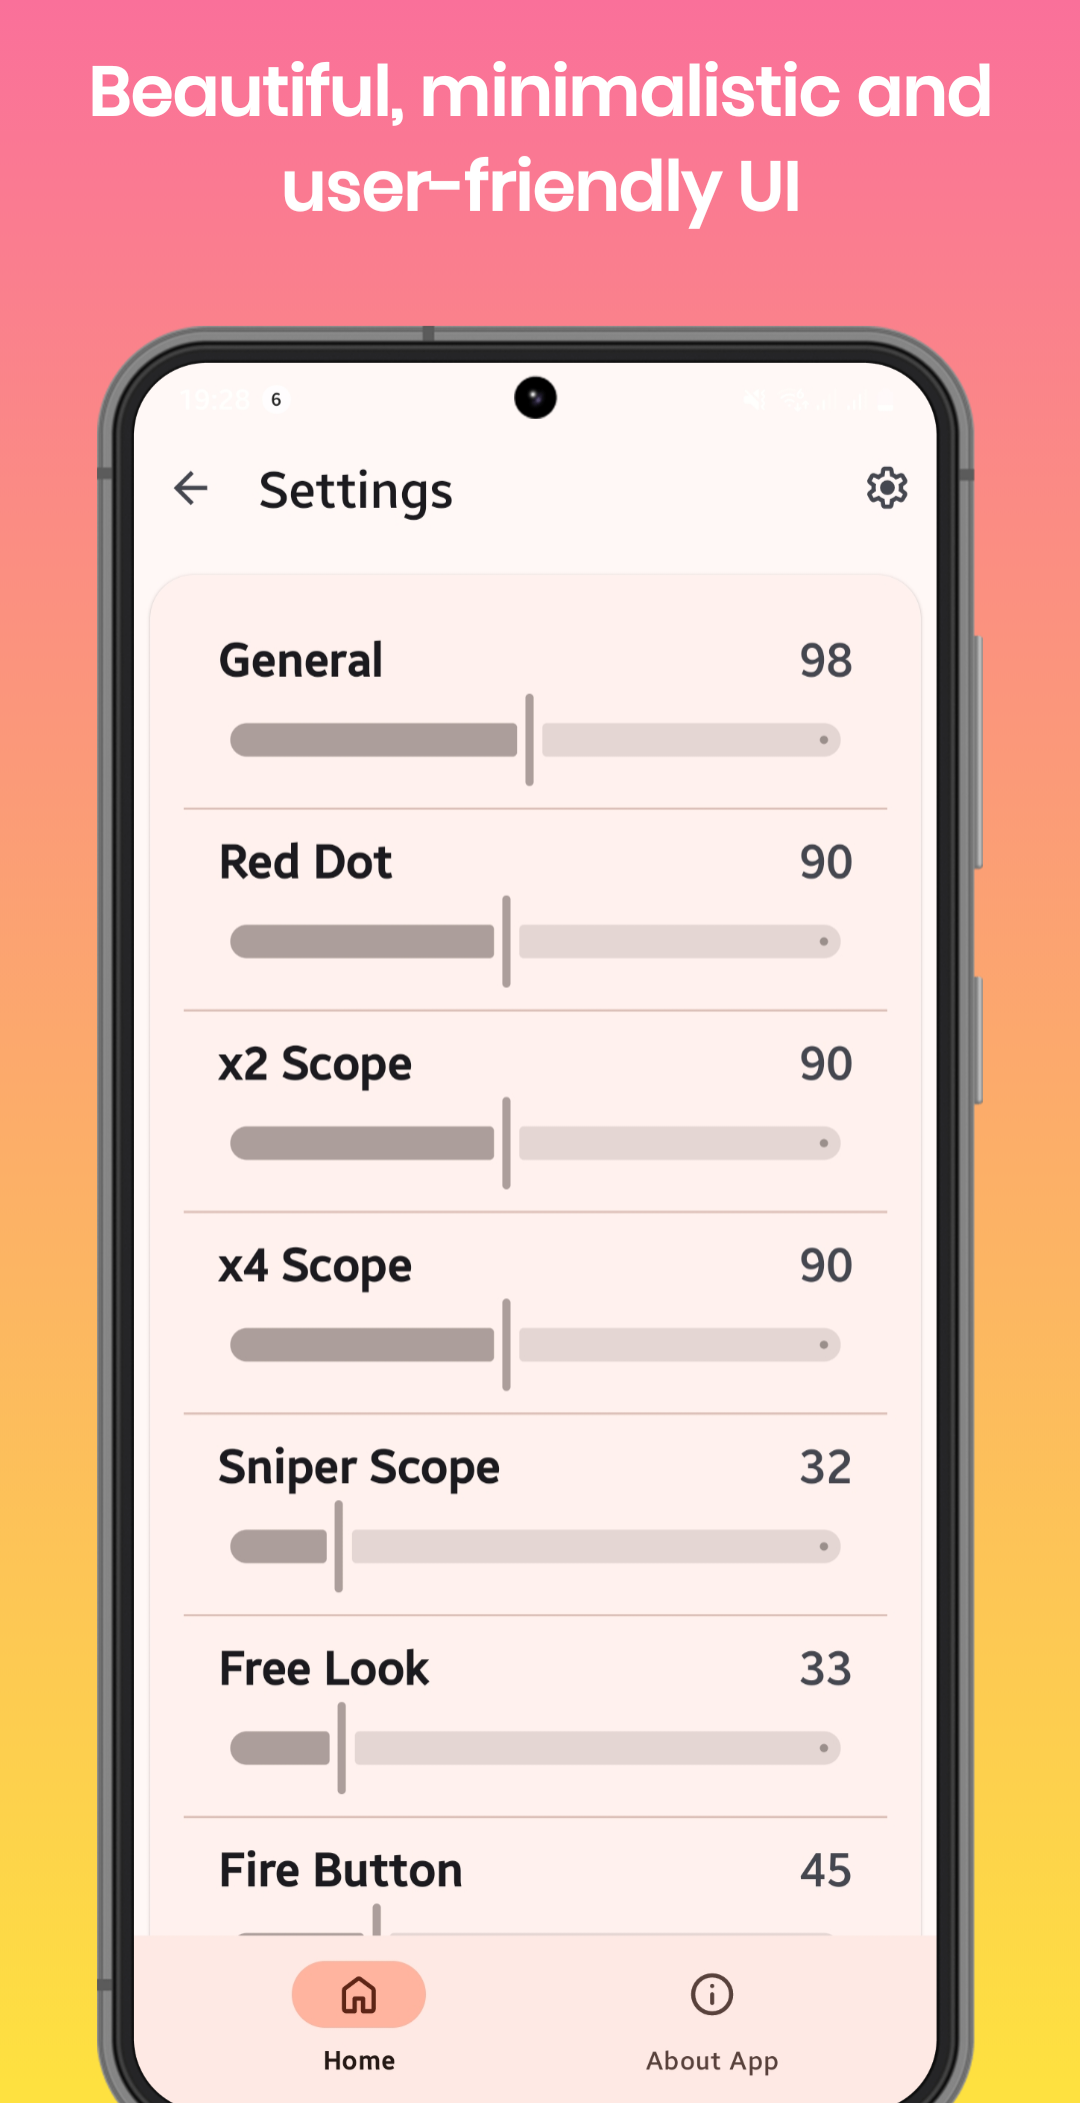 Beautiful, minimalistic and
user-friendly UI
19:28 6
Settings
General 98
Red Dot 90
x2 Scope 90
x4 Scope 90
Sniper Scope 32
Free Look 33
Fire Button 45
Home About App